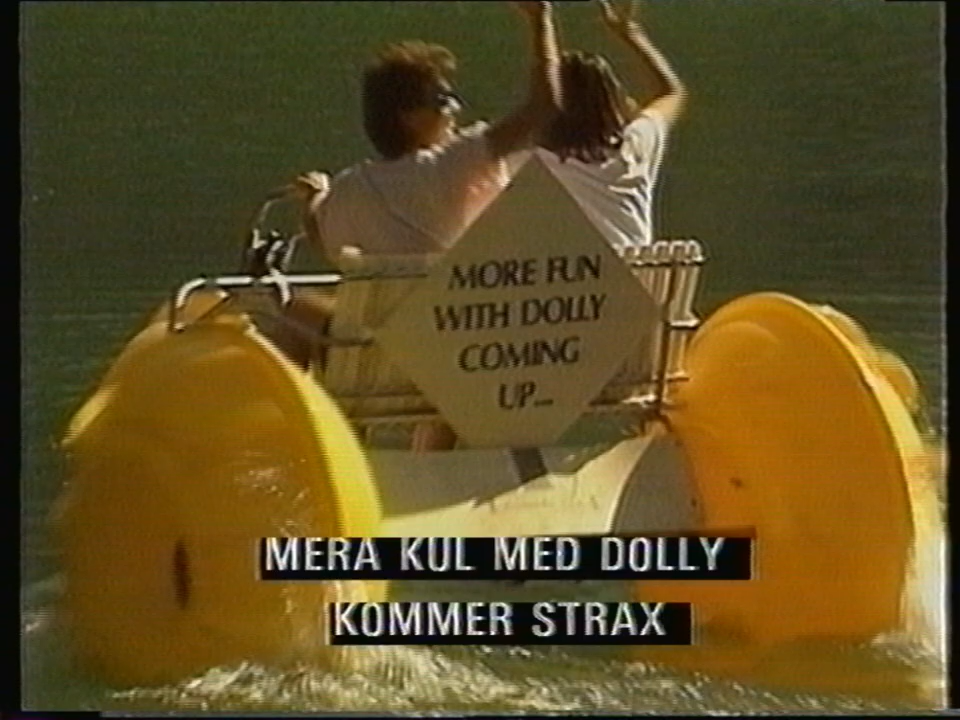 MORE FUN
WITH DOLLY
COMING
UP...
MERA KUL MED DOLLY
KOMMER STRAX